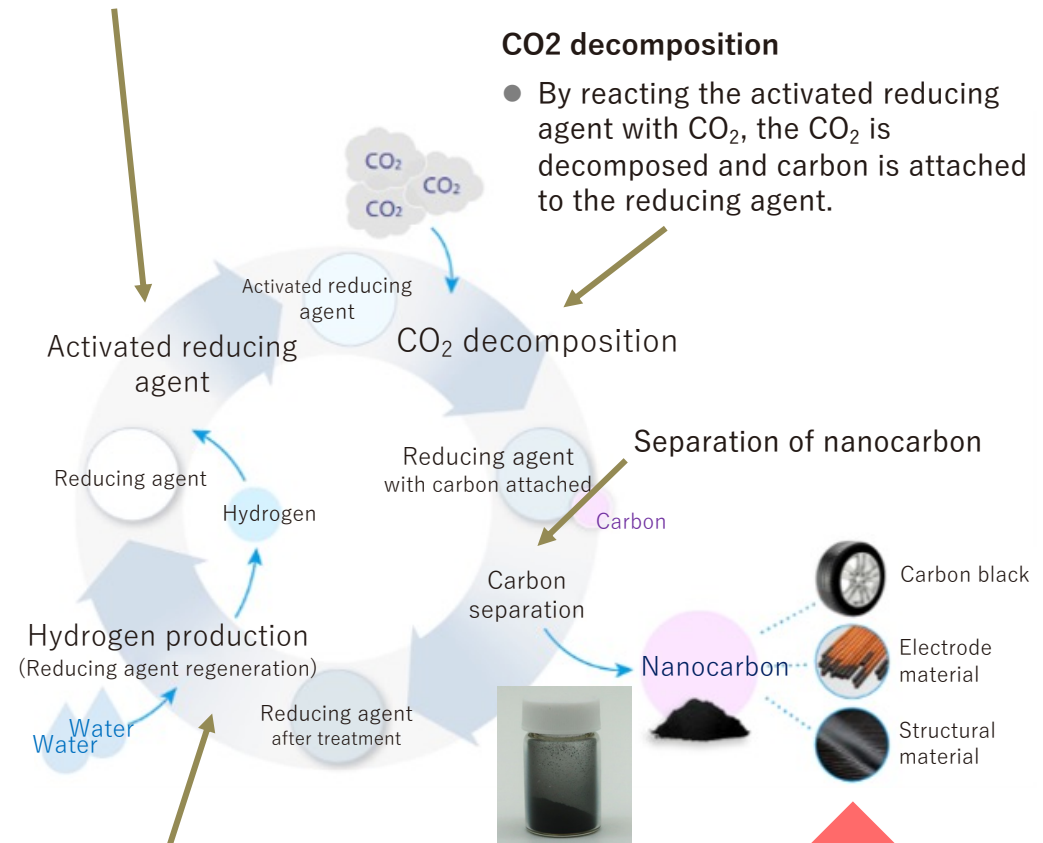 CO2 decomposition
● By reacting the activated reducing
agent with CO₂, the CO₂ is
decomposed and carbon is attached
to the reducing agent.
CO₂
CO₂
CO₂
Activated reducing
agent
CO₂ decomposition
Activated reducing
agent
Reducing agent
with carbon attached
Separation of nanocarbon
Carbon
Reducing agent
Hydrogen
Carbon
separation
Carbon black
Hydrogen production
(Reducing agent regeneration)
Nanocarbon
Electrode
material
Water
Water
Reducing agent
after treatment
Structural
material